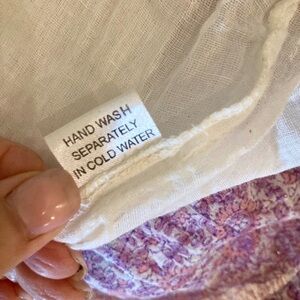 HAND WASH
SEPARATELY
IN COLD WATER